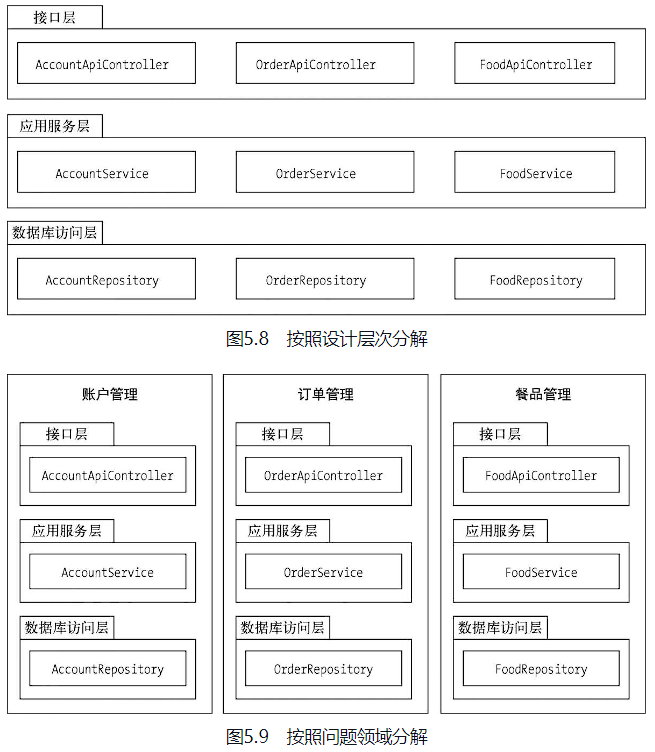 接口层
AccountApiController OrderApiController FoodApiController
应用服务层
AccountService OrderService FoodService
数据库访问层
AccountRepository OrderRepository FoodRepository
图5.8 按照设计层次分解
账户管理 订单管理 餐品管理
接口层 接口层 接口层
AccountApiController OrderApiController FoodApiController
应用服务层 应用服务层 应用服务层
AccountService OrderService FoodService
数据库访问层 数据库访问层 数据库访问层
AccountRepository OrderRepository FoodRepository
图5.9 按照问题领域分解